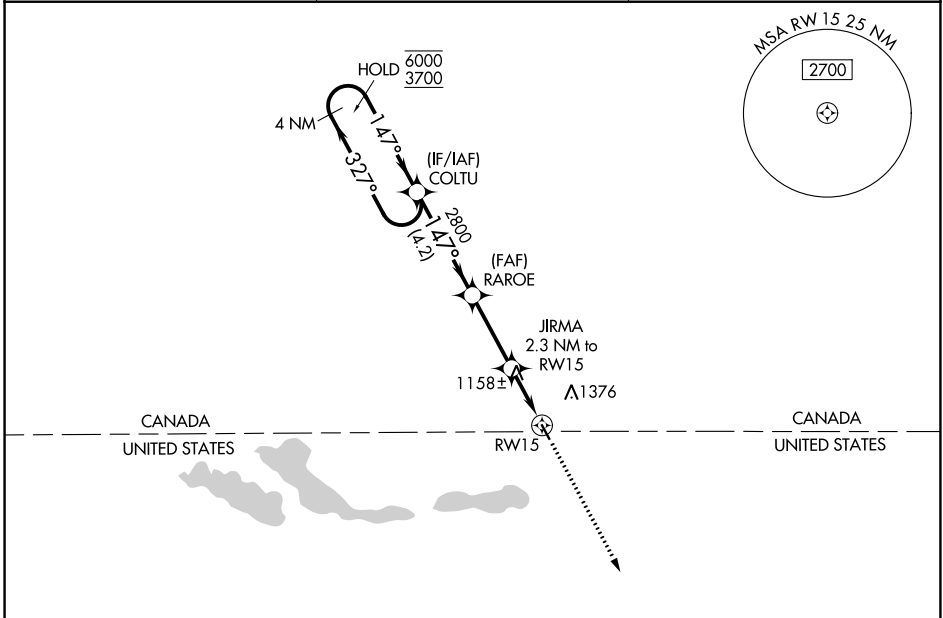 MSA RW 15 25 NM
2700
HOLD
6000
3700
4 NM
147°
327°
(IF/IAF)
COLTU
2800
147°
(4.2)
(FAF)
RAROE
JIRMA
2.3 NM to
RW15
1158±
1376
CANADA
UNITED STATES
RW15
CANADA
UNITED STATES